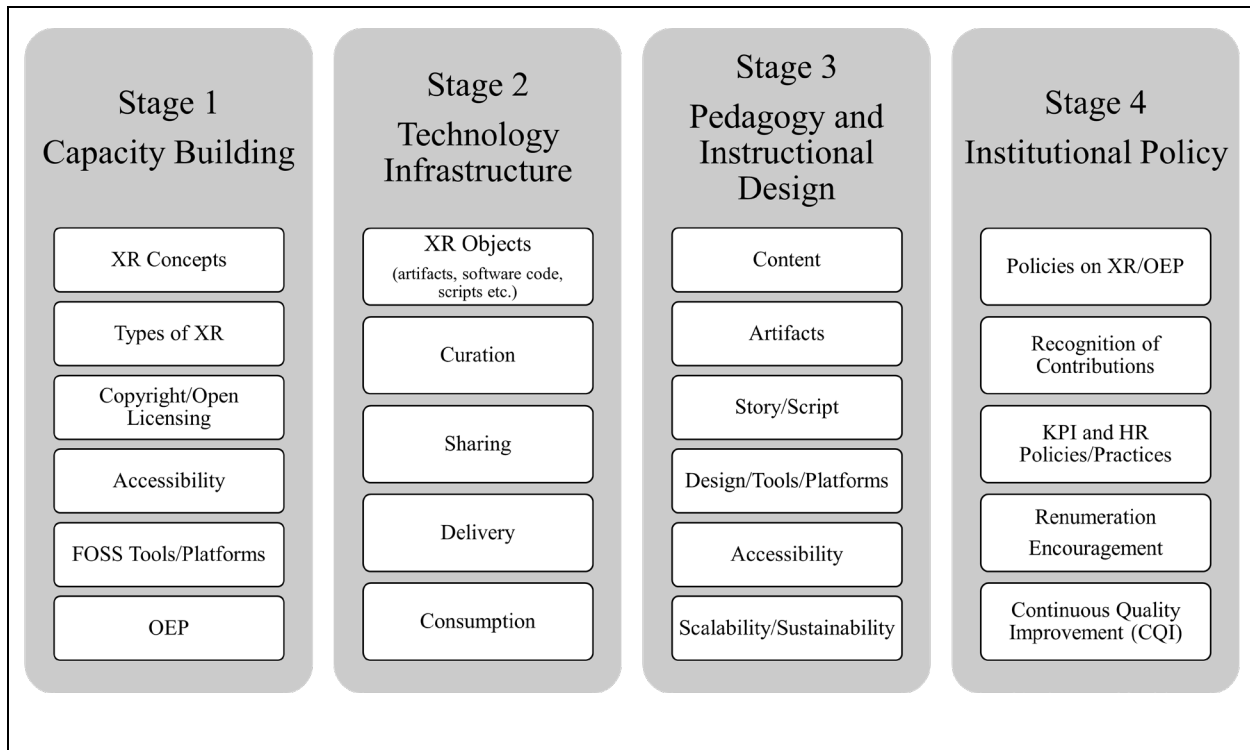 Stage 1
Capacity Building
XR Concepts
Types of XR
Copyright/Open
Licensing
Accessibility
FOSS Tools/Platforms
OEP
Stage 2
Technology
Infrastructure
XR Objects
(artifacts, software code,
scripts etc.)
Curation
Sharing
Delivery
Consumption
Stage 3
Pedagogy and
Instructional
Design
Content
Artifacts
Story/Script
Design/Tools/Platforms
Accessibility
Scalability/Sustainability
Stage 4
Institutional Policy
Policies on XR/OEP
Recognition of
Contributions
KPI and HR
Policies/Practices
Renumeration
Encouragement
Continuous Quality
Improvement (CQI)